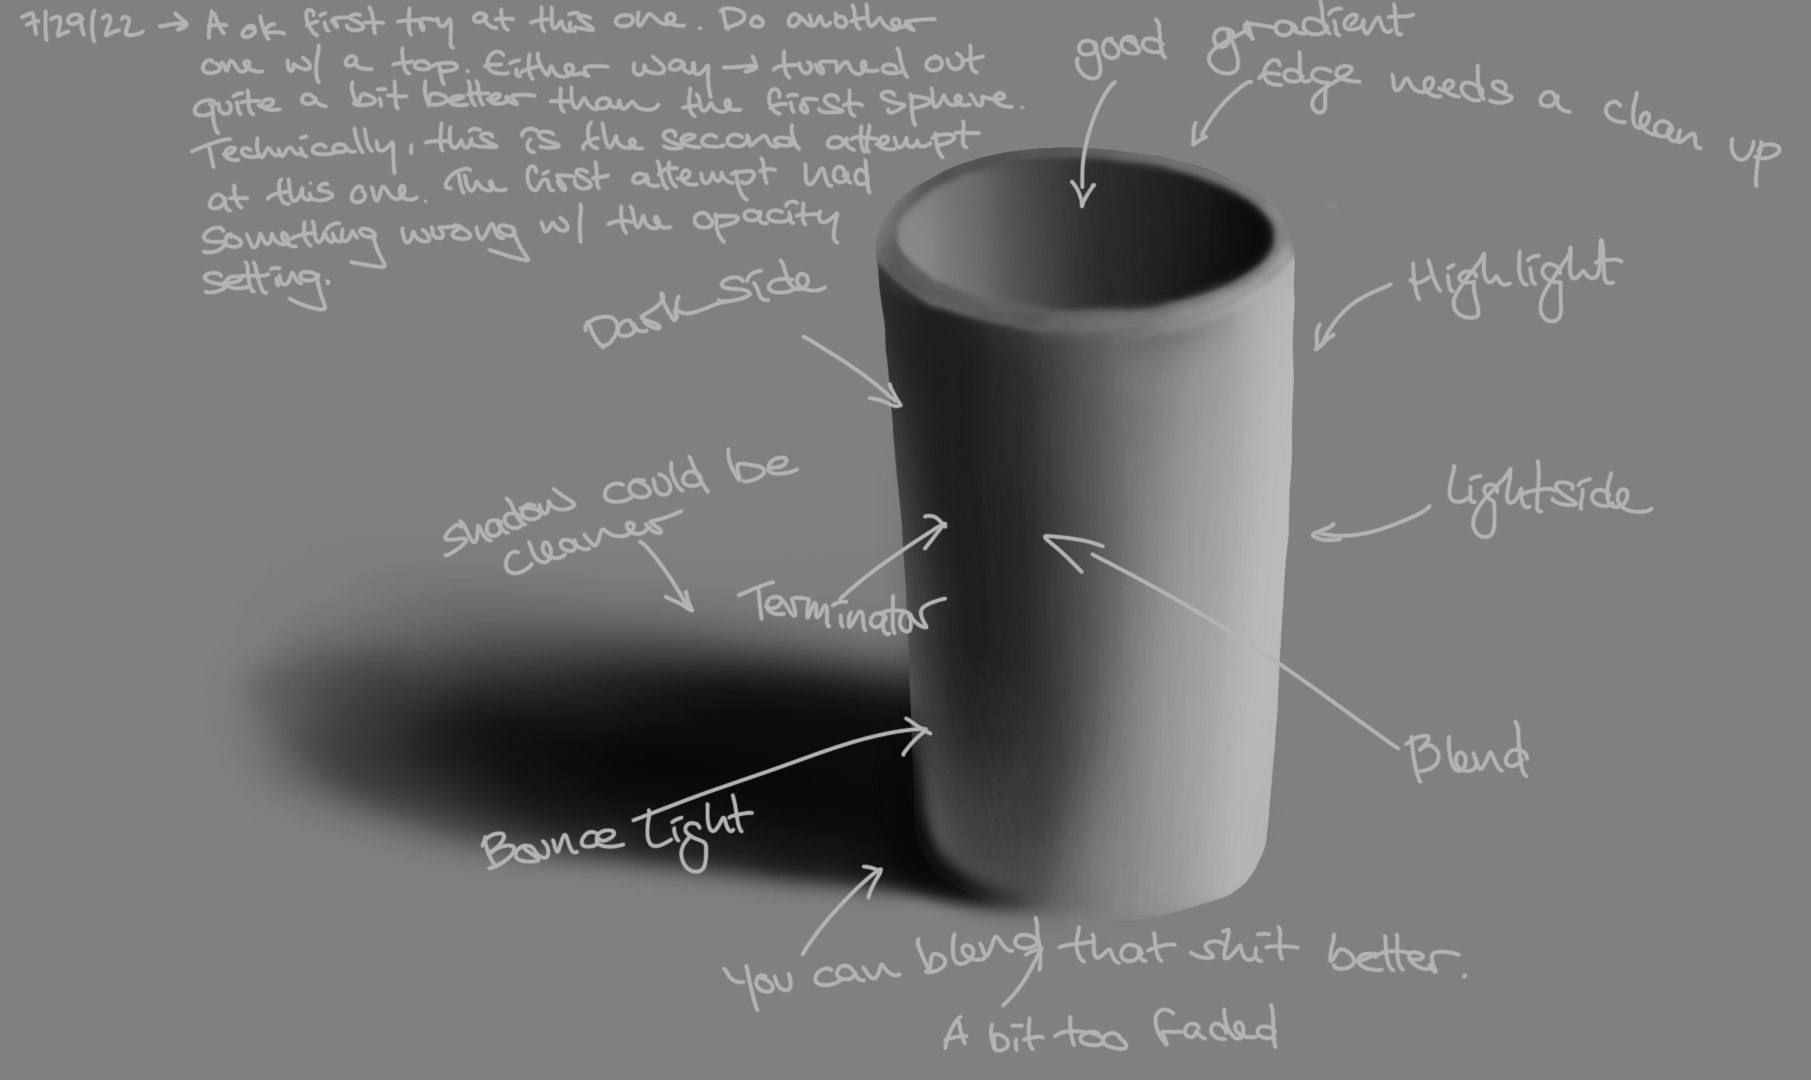 7/29/22 → A ok first try at this one. Do another
one w/ a top. Either way → turned out
quite a bit better than the first sphere.
Technically, this is the second attempt
at this one. The first attempt had
something wrong w/ the opacity
setting.
good gradient
Edge needs a clean up
Dark side
Highlight
shadow could be
cleaner
Lightside
Terminator
Blend
Bounce Light
You can blend that shit better.
A bit too faded